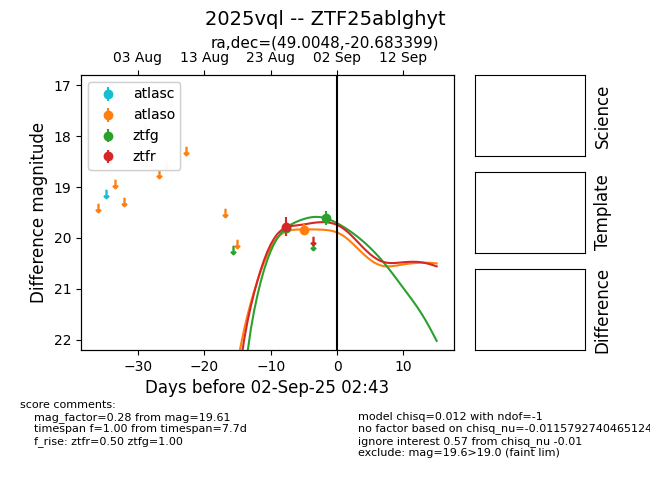 2025vql -- ZTF25ablghyt
ra,dec=(49.0048,-20.683399)
03 Aug 13 Aug 23 Aug 02 Sep 12 Sep
17
18
19
20
21
22
Difference magnitude
atlasc
atlaso
ztfg
ztfr
−30 −20 −10 0 10
Days before 02-Sep-25 02:43
Science
Template
Difference
score comments:
mag_factor=0.28 from mag=19.61
timespan f=1.00 from timespan=7.7d
f_rise: ztfr=0.50 ztfg=1.00
model chisq=0.012 with ndof=-1
no factor based on chisq_nu=-0.0115792740465124
ignore interest 0.57 from chisq_nu -0.01
exclude: mag=19.6>19.0 (faint lim)